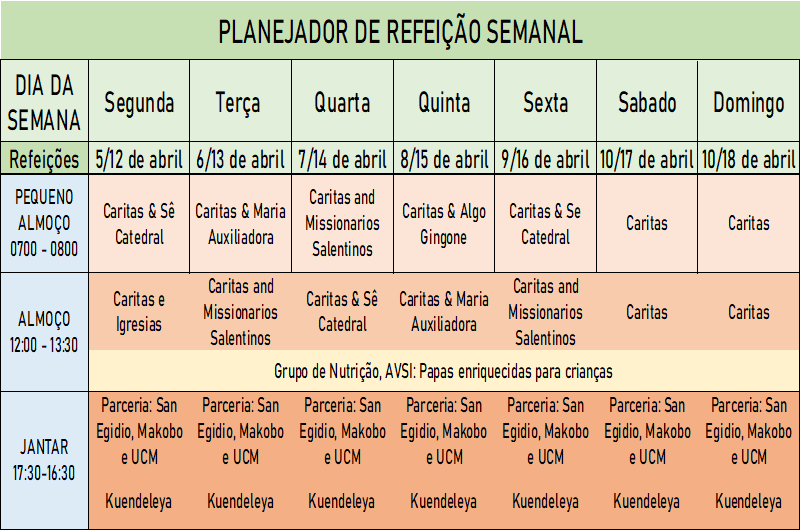 PLANEJADOR DE REFEIÇÃO SEMANAL
DIA DA
SEMANA
Segunda
Terça
Quarta
Quinta
Sexta
Sabado
Domingo
Refeições
5/12 de abril
6/13 de abril
7/14 de abril
8/15 de abril
9/16 de abril
10/17 de abril
10/18 de abril
PEQUENO
ALMOÇO
0700 - 0800
Caritas & Sê
Catedral
Caritas & Maria
Auxiliadora
Caritas and
Missionarios
Salentinos
Caritas & Algo
Gingone
Caritas & Se
Catedral
Caritas
Caritas
ALMOÇO
12:00 - 13:30
Caritas e
Igresias
Caritas and
Missionarios
Salentinos
Caritas & Sê
Catedral
Caritas & Maria
Auxiliadora
Caritas and
Missionarios
Salentinos
Caritas
Caritas
Grupo de Nutrição, AVSI: Papas enriquecidas para crianças
JANTAR
17:30-16:30
Parceria: San
Egidio, Makobo
e UCM
Kuendeleya
Parceria: San
Egidio, Makobo
e UCM
Kuendeleya
Parceria: San
Egidio, Makobo
e UCM
Kuendeleya
Parceria: San
Egidio, Makobo
e UCM
Kuendeleya
Parceria: San
Egidio, Makobo
e UCM
Kuendeleya
Parceria: San
Egidio, Makobo
e UCM
Kuendeleya
Parceria: San
Egidio, Makobo
e UCM
Kuendeleya